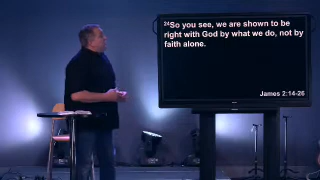 ²⁴So you see, we are shown to be
right with God by what we do, not by
faith alone.
James 2:14-26